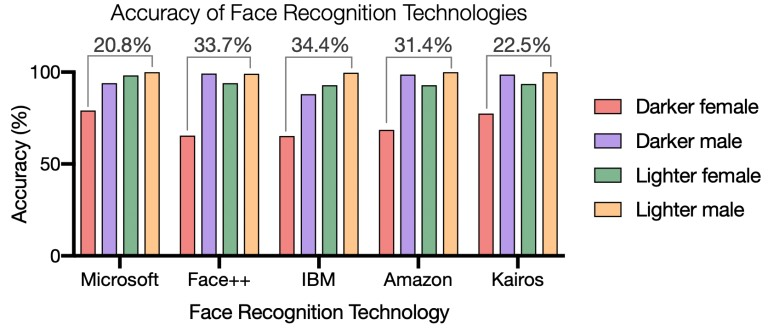 Accuracy of Face Recognition Technologies
20.8% 33.7% 34.4% 31.4% 22.5%
100
50
0
Accuracy (%)
Microsoft Face++ IBM Amazon Kairos
Face Recognition Technology
Darker female
Darker male
Lighter female
Lighter male